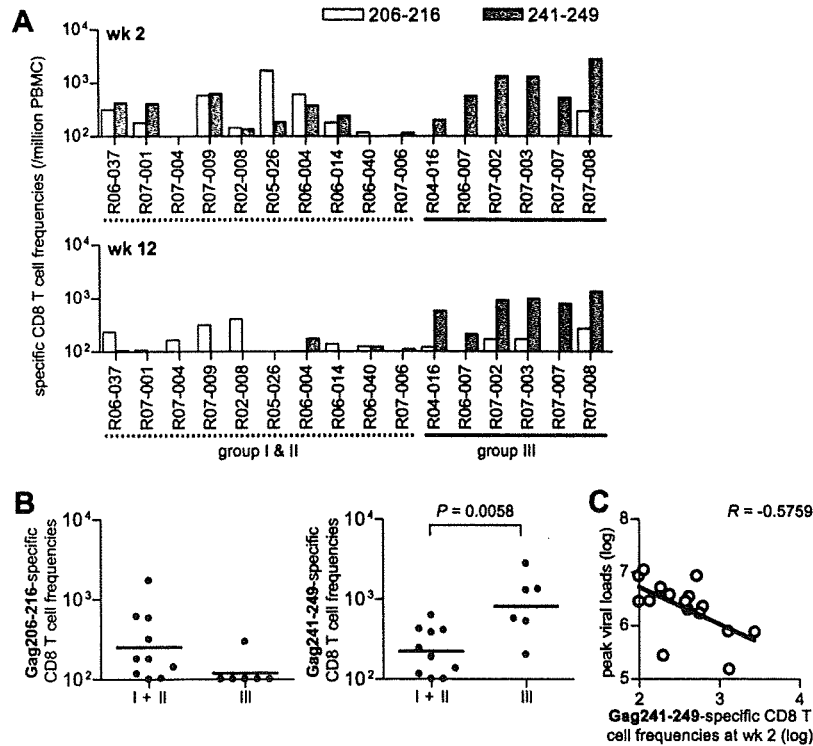 A
206-216
241-249
specific CD8 T cell frequencies (/million PBMC)
wk 2
10⁴
10³
10²
R06-037
R07-001
R07-004
R07-009
R02-008
R05-026
R06-004
R06-014
R06-040
R07-006
R04-016
R06-007
R07-002
R07-003
R07-007
R07-008
wk 12
10⁴
10³
10²
R06-037
R07-001
R07-004
R07-009
R02-008
R05-026
R06-004
R06-014
R06-040
R07-006
R04-016
R06-007
R07-002
R07-003
R07-007
R07-008
group I & II
group III
B
Gag206-216-specific
CD8 T cell frequencies
10⁴
10³
10²
I + II
III
Gag241-249-specific
CD8 T cell frequencies
10⁴
10³
10²
P = 0.0058
I + II
III
C
R = -0.5759
peak viral loads (log)
8
7
6
5
2
3
4
Gag241-249-specific CD8 T
cell frequencies at wk 2 (log)